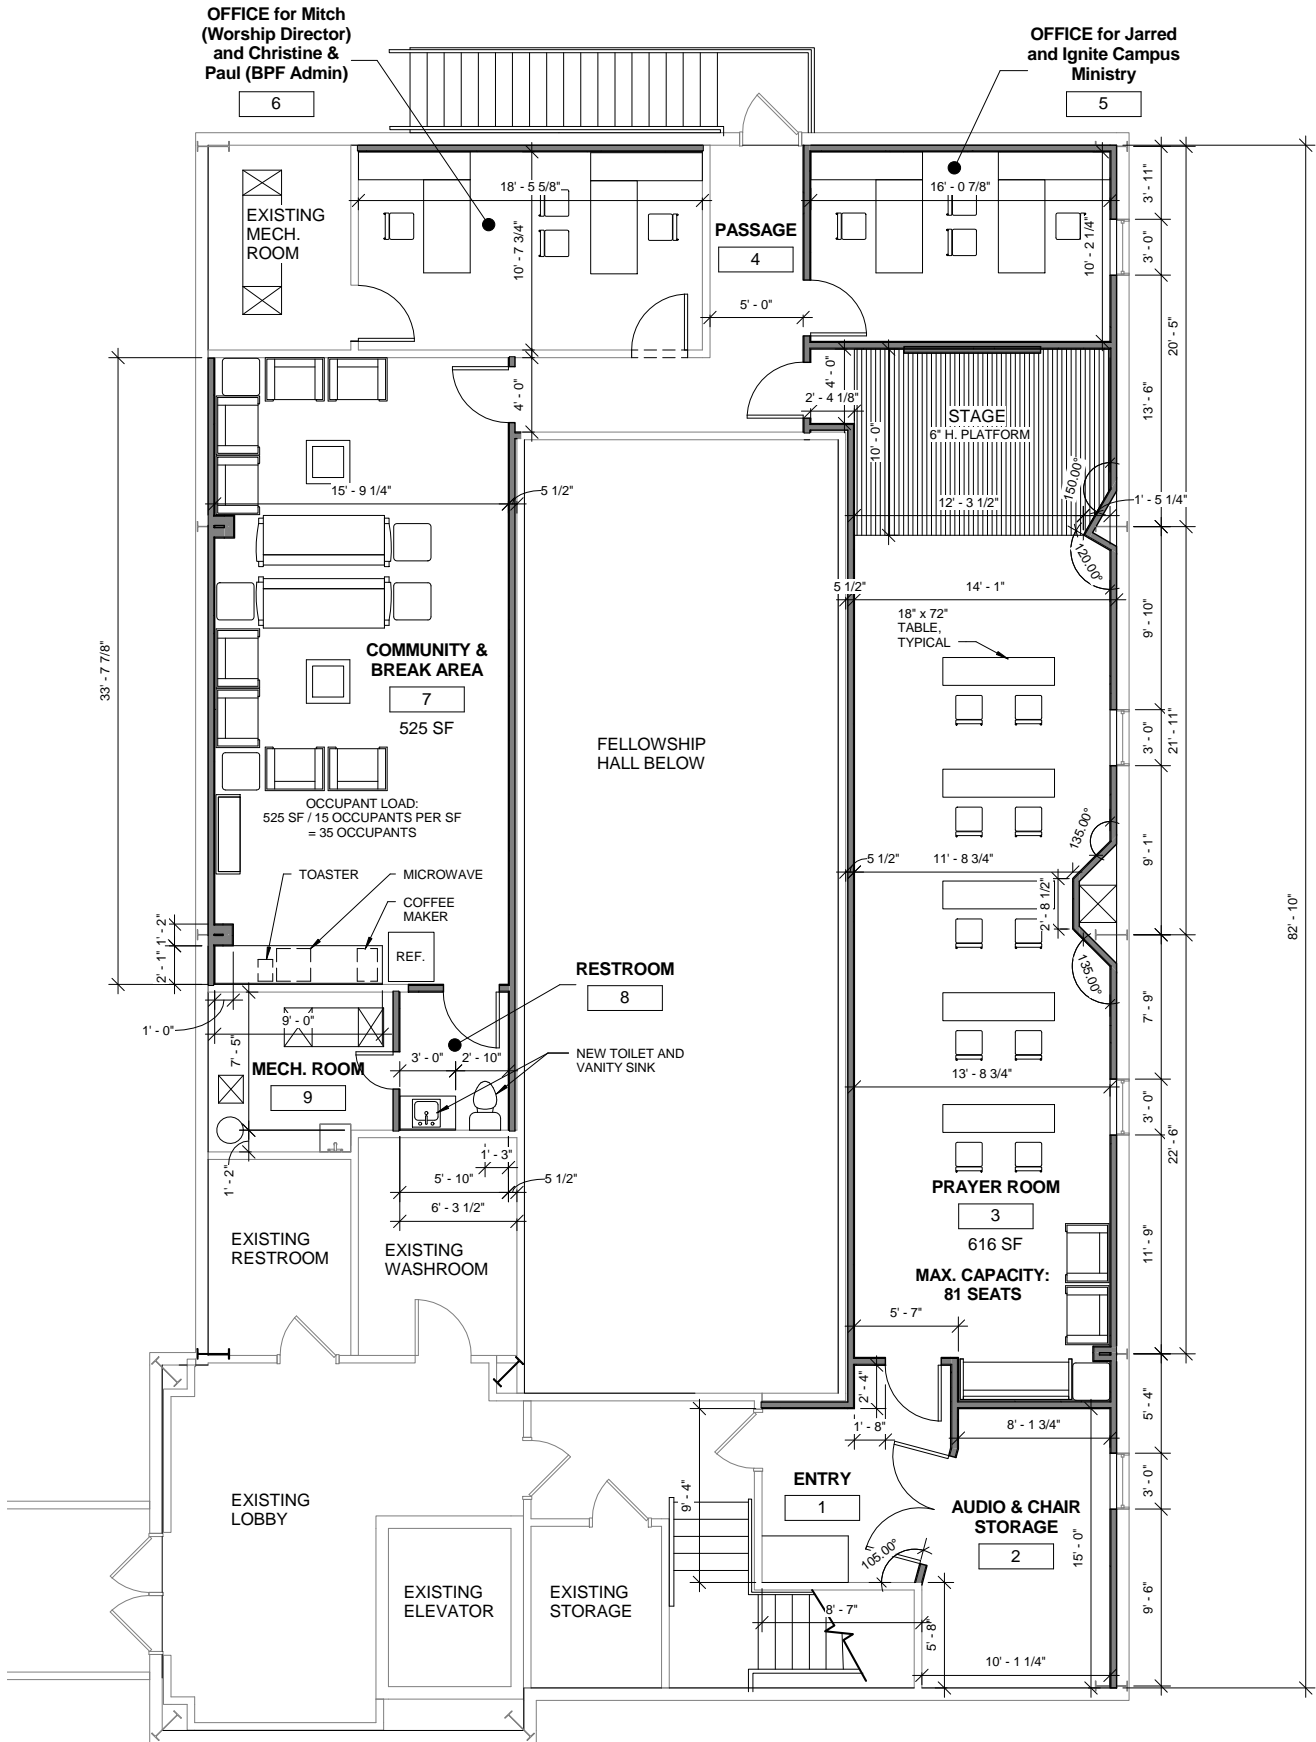 OFFICE for Mitch
(Worship Director)
and Christine &
Paul (BPF Admin)
6
OFFICE for Jarred
and Ignite Campus
Ministry
5
EXISTING
MECH.
ROOM
18' - 5 5/8"
10' - 7 3/4"
PASSAGE
4
5' - 0"
16' - 0 7/8"
10' - 2 1/4"
3' - 11"
3' - 0"
20' - 5"
13' - 6"
4' - 0"
4' - 0"
2' - 4 1/8"
10' - 0"
STAGE
6" H. PLATFORM
12' - 3 1/2"
150.00°
1' - 5 1/4"
120.00°
15' - 9 1/4"
5 1/2"
5 1/2"
14' - 1"
9' - 10"
18" x 72"
TABLE,
TYPICAL
33' - 7 7/8"
COMMUNITY &
BREAK AREA
7
525 SF
FELLOWSHIP
HALL BELOW
3' - 0"
21' - 11"
OCCUPANT LOAD:
525 SF / 15 OCCUPANTS PER SF
= 35 OCCUPANTS
135.00°
9' - 1"
5 1/2"
11' - 8 3/4"
2' - 8 1/2"
TOASTER
MICROWAVE
COFFEE
MAKER
REF.
1' - 2"
2' - 1"
82' - 10"
135.00°
7' - 9"
RESTROOM
8
1' - 0"
9' - 0"
7' - 5"
3' - 0"
2' - 10"
NEW TOILET AND
VANITY SINK
MECH. ROOM
9
13' - 8 3/4"
3' - 0"
22' - 6"
1' - 2"
1' - 3"
5' - 10"
5 1/2"
6' - 3 1/2"
PRAYER ROOM
3
616 SF
MAX. CAPACITY:
81 SEATS
11' - 9"
EXISTING
RESTROOM
EXISTING
WASHROOM
5' - 7"
2' - 4"
1' - 8"
8' - 1 3/4"
5' - 4"
9' - 4"
ENTRY
1
3' - 0"
EXISTING
LOBBY
AUDIO & CHAIR
STORAGE
2
15' - 0"
105.00°
EXISTING
ELEVATOR
EXISTING
STORAGE
8' - 7"
5' - 8"
9' - 6"
10' - 1 1/4"